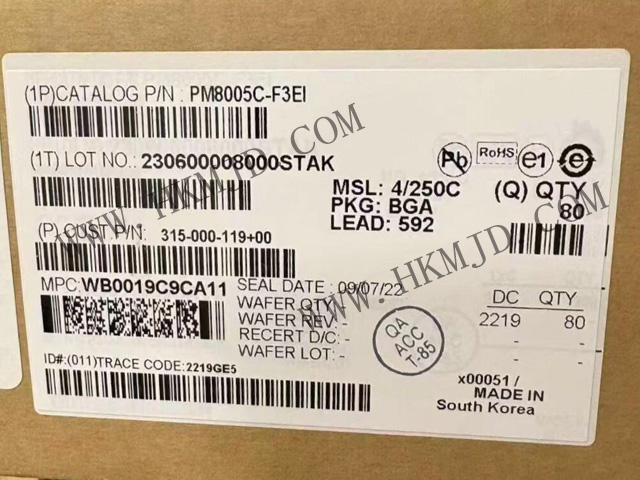 (1P)CATALOG P/N : PM8005C-F3EI
(1T) LOT NO.: 230600008000STAK
Pb RoHS e1 e
MSL: 4/250C (Q) QTY
PKG: BGA 80
LEAD: 592
(P) CUST P/N: 315-000-119+00
MPC:WB0019C9CA11 SEAL DATE : 09/07/22
WAFER QTY: -
WAFER REV: -
RECERT D/C: -
WAFER LOT: -
DC QTY
2219 80
- -
- -
QA
ACC
T-85
ID#:(011)TRACE CODE:2219GE5
x00051 /
MADE IN
South Korea
WWW.HKMJD.COM
WWW.HKMJD.COM